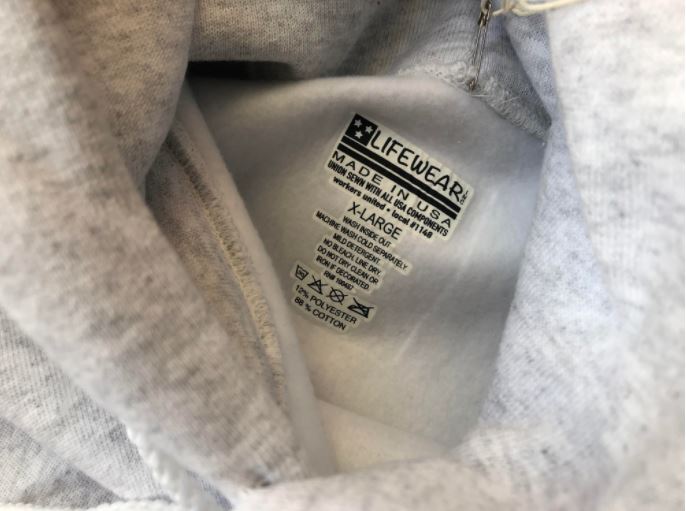 LIFEWEAR
MADE IN USA
UNION SEWN WITH ALL USA COMPONENTS
workers united • local #1148
X-LARGE
WASH INSIDE OUT
MACHINE WASH COLD SEPARATELY
MILD DETERGENT.
NO BLEACH. LINE DRY.
DO NOT DRY CLEAN OR
IRON IF DECORATED.
12% POLYESTER
88% COTTON